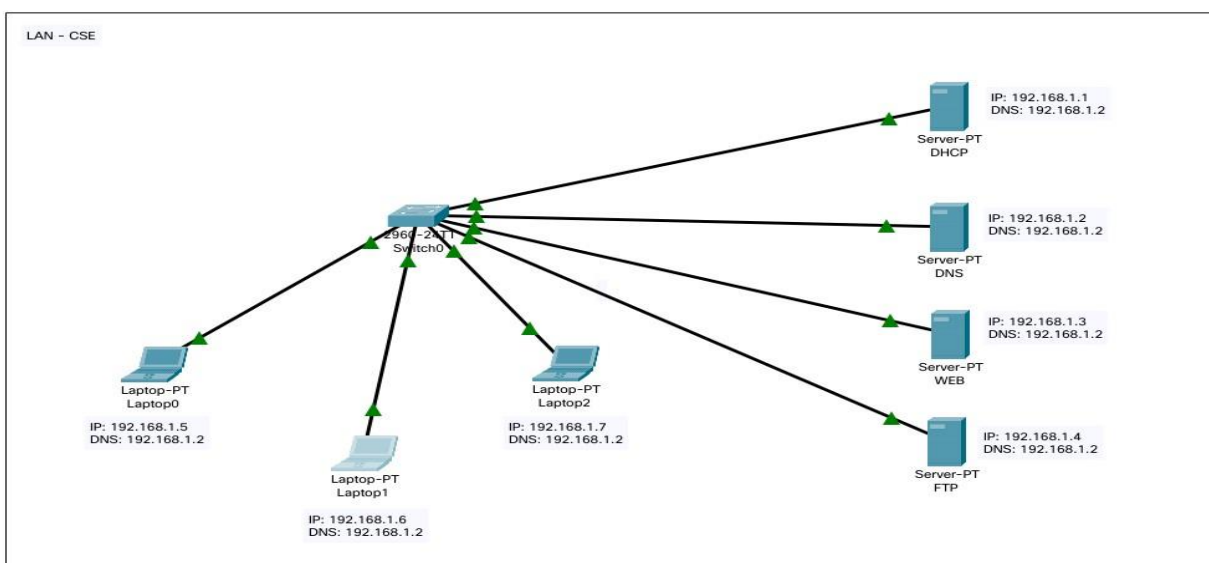 LAN - CSE
IP: 192.168.1.1
DNS: 192.168.1.2
Server-PT
DHCP
2960-24TT
Switch0
IP: 192.168.1.2
DNS: 192.168.1.2
Server-PT
DNS
IP: 192.168.1.3
DNS: 192.168.1.2
Server-PT
WEB
Laptop-PT
Laptop0
IP: 192.168.1.5
DNS: 192.168.1.2
Laptop-PT
Laptop2
IP: 192.168.1.7
DNS: 192.168.1.2
IP: 192.168.1.4
DNS: 192.168.1.2
Server-PT
FTP
Laptop-PT
Laptop1
IP: 192.168.1.6
DNS: 192.168.1.2